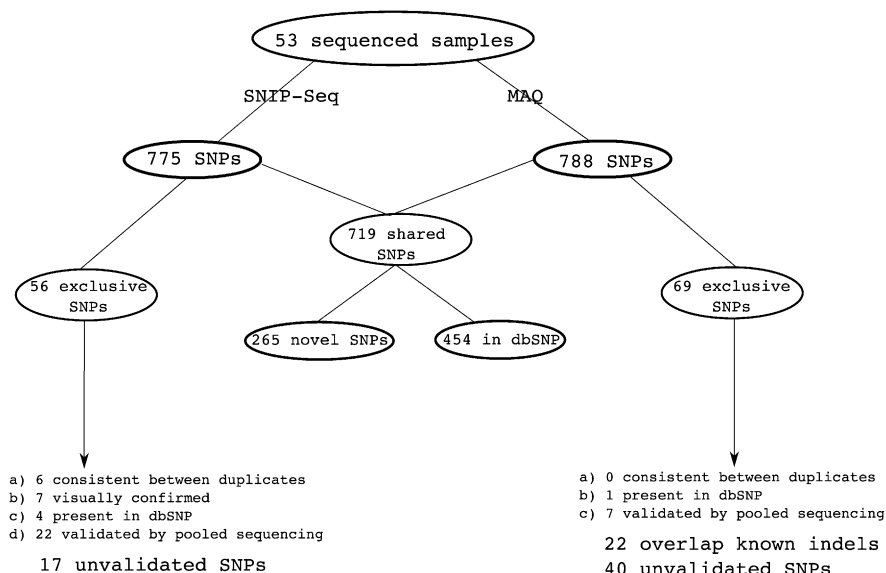 53 sequenced samples
SNIP-Seq
MAQ
775 SNPs
788 SNPs
719 shared
SNPs
56 exclusive
SNPs
69 exclusive
SNPs
265 novel SNPs
454 in dbSNP
a) 6 consistent between duplicates
b) 7 visually confirmed
c) 4 present in dbSNP
d) 22 validated by pooled sequencing
17 unvalidated SNPs
a) 0 consistent between duplicates
b) 1 present in dbSNP
c) 7 validated by pooled sequencing
22 overlap known indels
40 unvalidated SNPs